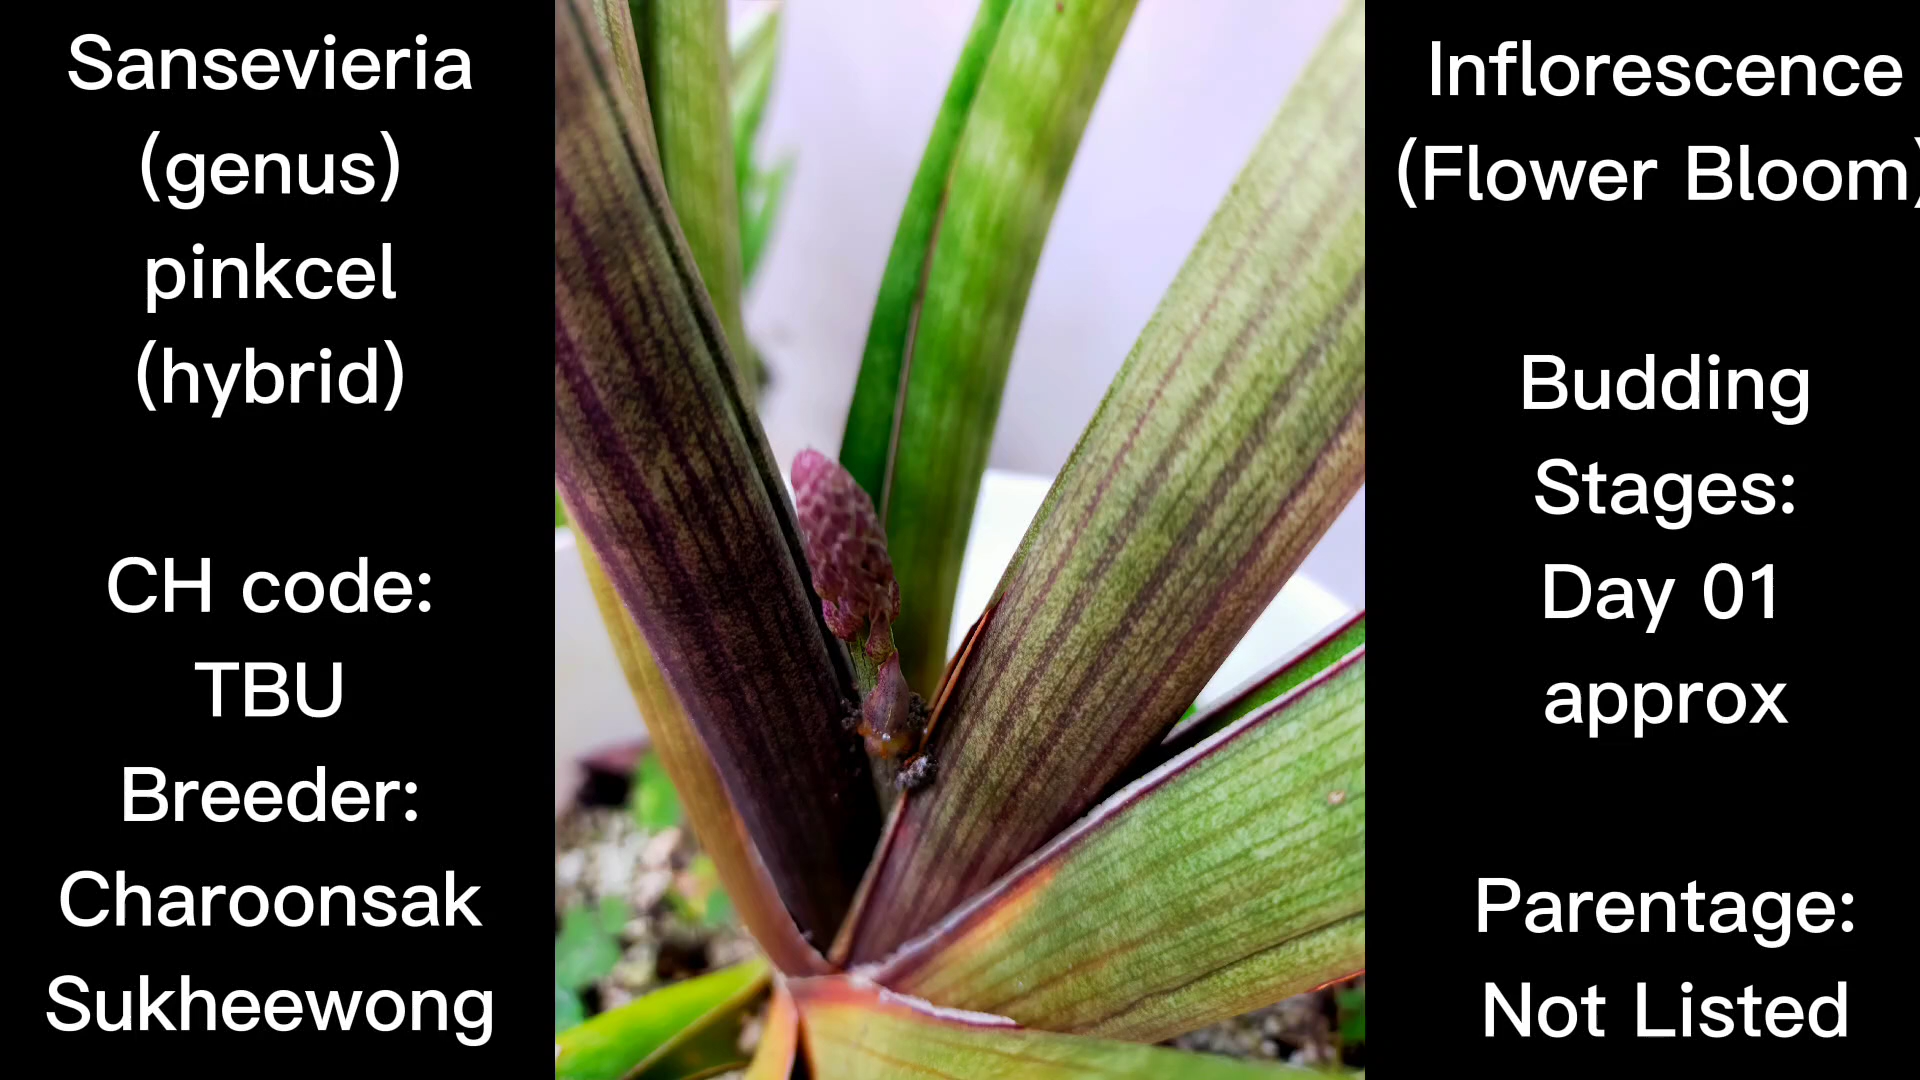 Sansevieria
(genus)
pinkcel
(hybrid)
CH code:
TBU
Breeder:
Charoonsak
Sukheewong
Inflorescence
(Flower Bloom)
Budding
Stages:
Day 01
approx
Parentage:
Not Listed